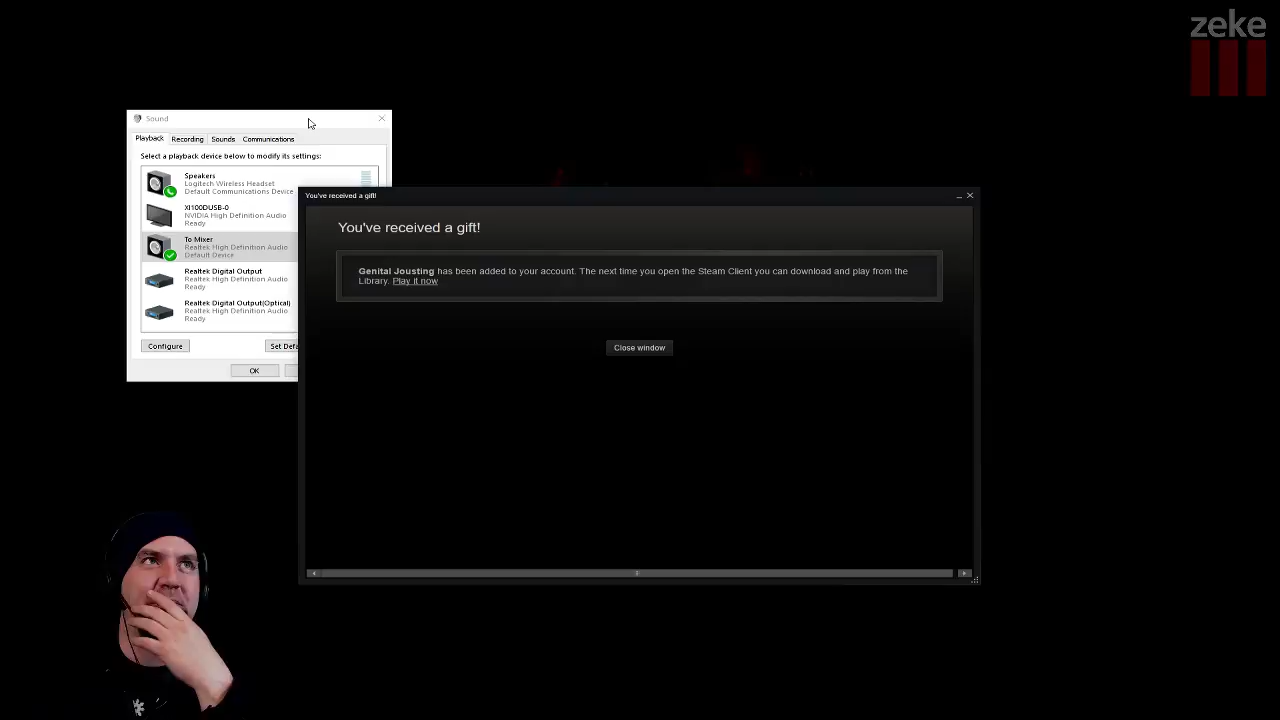 zeke
Sound
Playback Recording Sounds Communications
Select a playback device below to modify its settings:
Speakers
Logitech Wireless Headset
Default Communications Device
XI100DUSB-0
NVIDIA High Definition Audio
Ready
To Mixer
Realtek High Definition Audio
Default Device
Realtek Digital Output
Realtek High Definition Audio
Ready
Realtek Digital Output(Optical)
Realtek High Definition Audio
Ready
Configure Set Defa
OK
You've received a gift!
You've received a gift!
Genital Jousting has been added to your account. The next time you open the Steam Client you can download and play from the
Library. Play it now
Close window